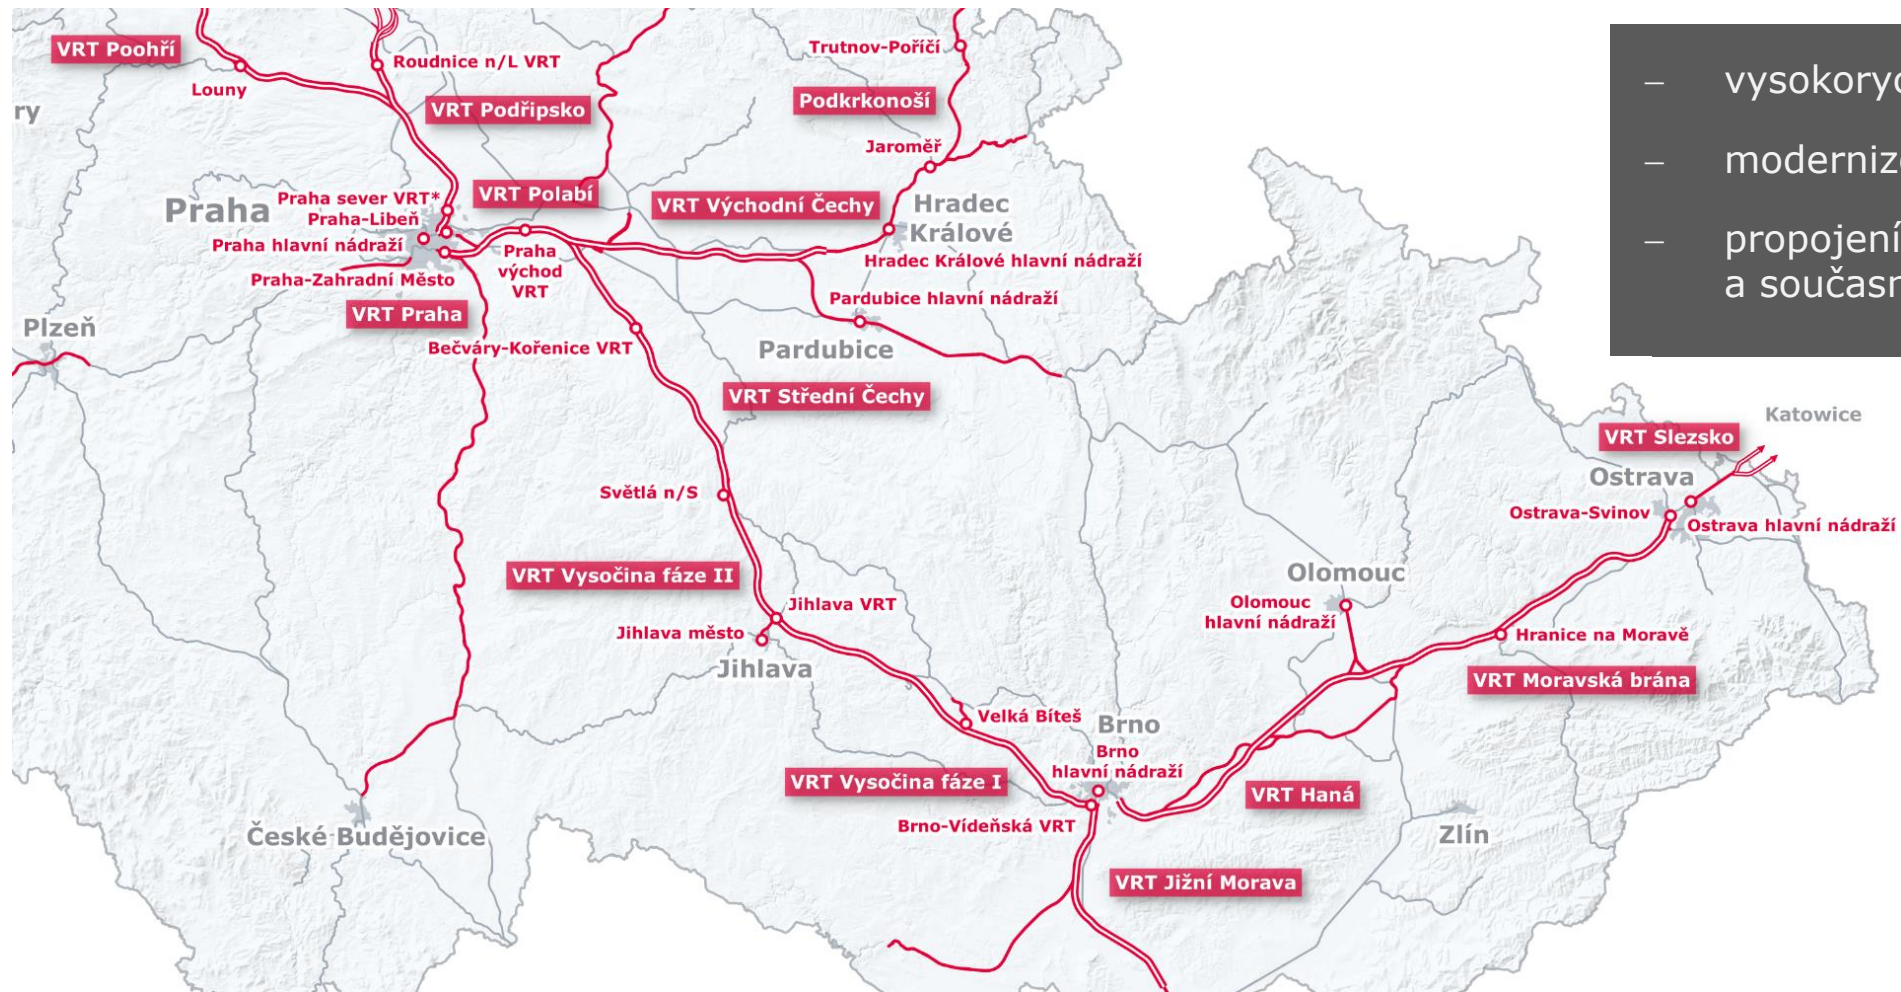 VRT Poohří
Roudnice n/L VRT
Louny
VRT Podřipsko
ry
Trutnov-Poříčí
Podkrkonoší
Jaroměř
VRT Polabí
Praha sever VRT*
Praha
Praha-Libeň
Praha hlavní nádraží
Praha-Zahradní Město
Praha
východ
VRT
VRT Praha
VRT Východní Čechy
Hradec
Králové
Hradec Králové hlavní nádraží
Pardubice hlavní nádraží
Pardubice
Plzeň
Bečváry-Kořenice VRT
VRT Střední Čechy
Světlá n/S
VRT Vysočina fáze II
Jihlava VRT
Jihlava město
Jihlava
Velká Bíteš
Brno
Brno
hlavní nádraží
VRT Vysočina fáze I
Brno-Vídeňská VRT
České Budějovice
VRT Jižní Morava
VRT Haná
Zlín
Olomouc
Olomouc
hlavní nádraží
Hranice na Moravě
VRT Moravská brána
Katowice
VRT Slezsko
Ostrava
Ostrava-Svinov
Ostrava hlavní nádraží
– vysokoryc
– modernize
– propojení
a současn